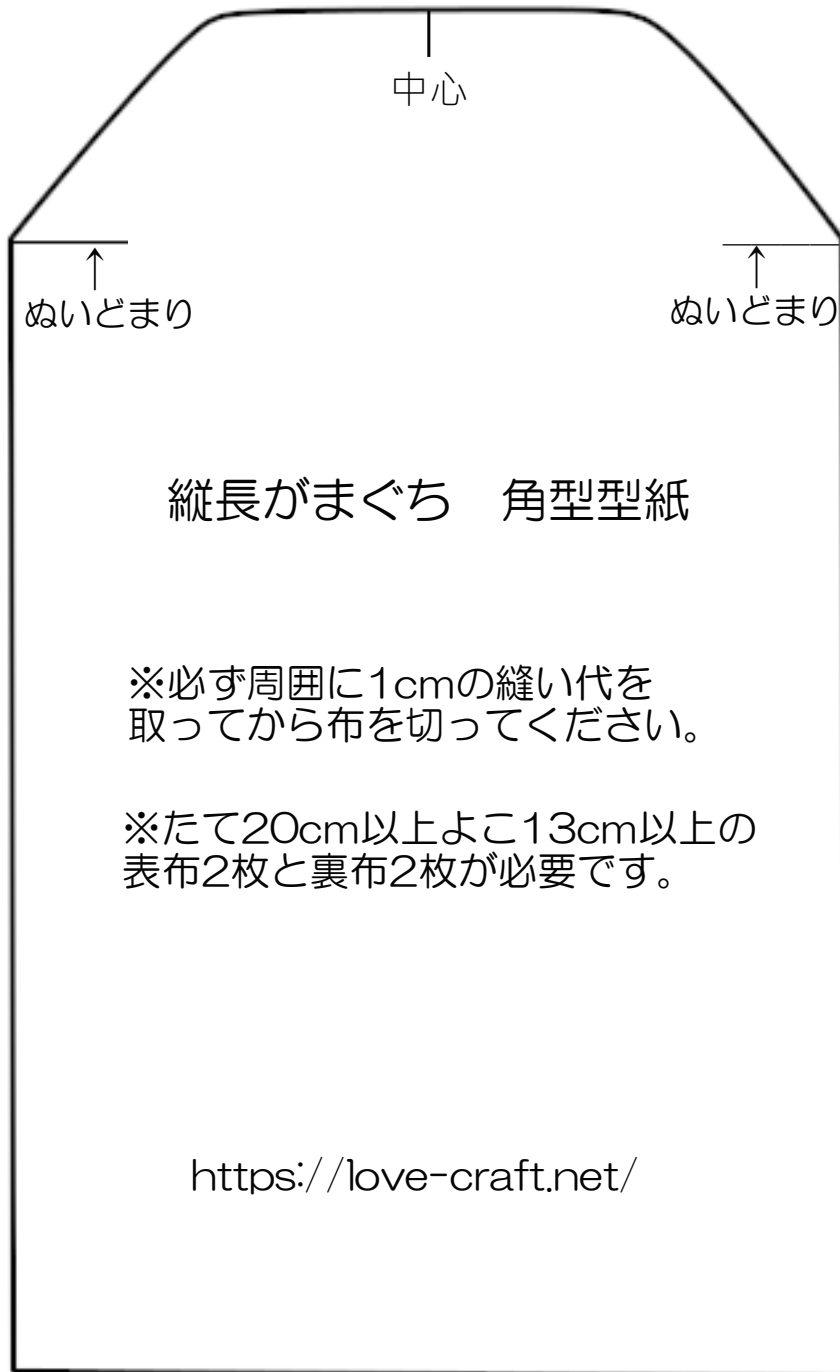 中心
ぬいどまり
ぬいどまり
縦長がまぐち　角型型紙
※必ず周囲に1cmの縫い代を
取ってから布を切ってください。
※たて20cm以上よこ13cm以上の
表布2枚と裏布2枚が必要です。
https://love-craft.net/